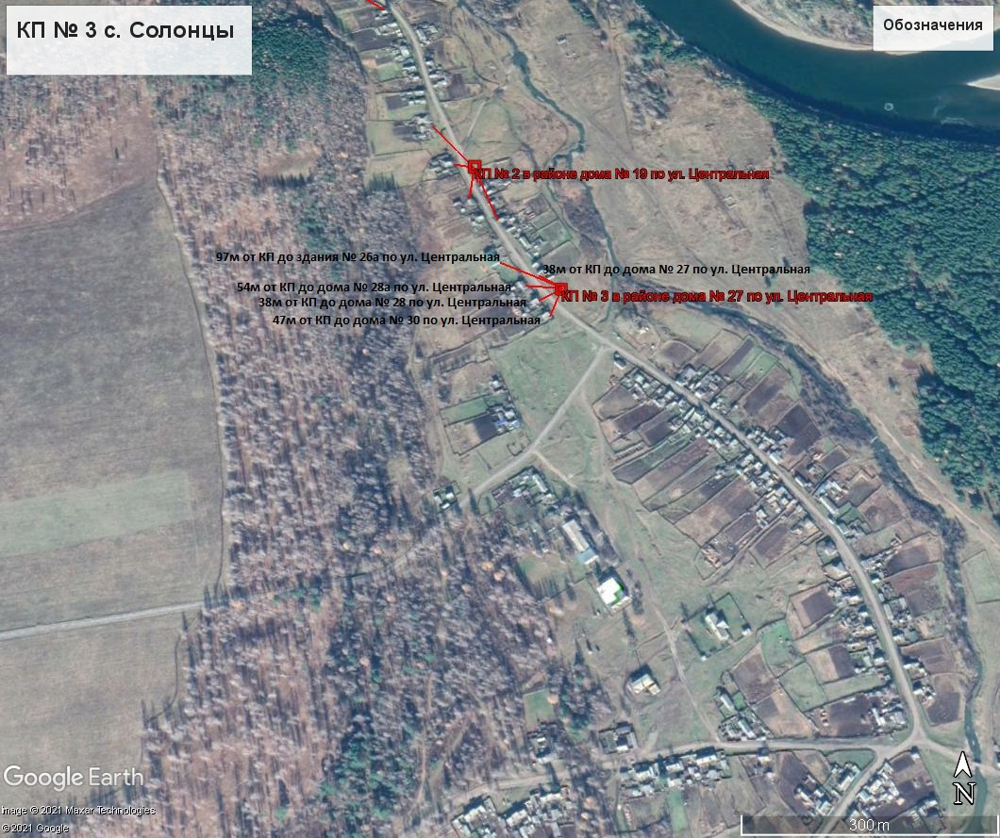 КП № 3 с. Солонцы
Обозначения
КП № 2 в районе дома № 19 по ул. Центральная
97м от КП до здания № 26а по ул. Центральная
38м от КП до дома № 27 по ул. Центральная
54м от КП до дома № 28а по ул. Центральная
КП № 3 в районе дома № 27 по ул. Центральная
38м от КП до дома № 28 по ул. Центральная
47м от КП до дома № 30 по ул. Центральная
Google Earth
N
Image © 2021 Maxar Technologies
© 2021 Google
300 m